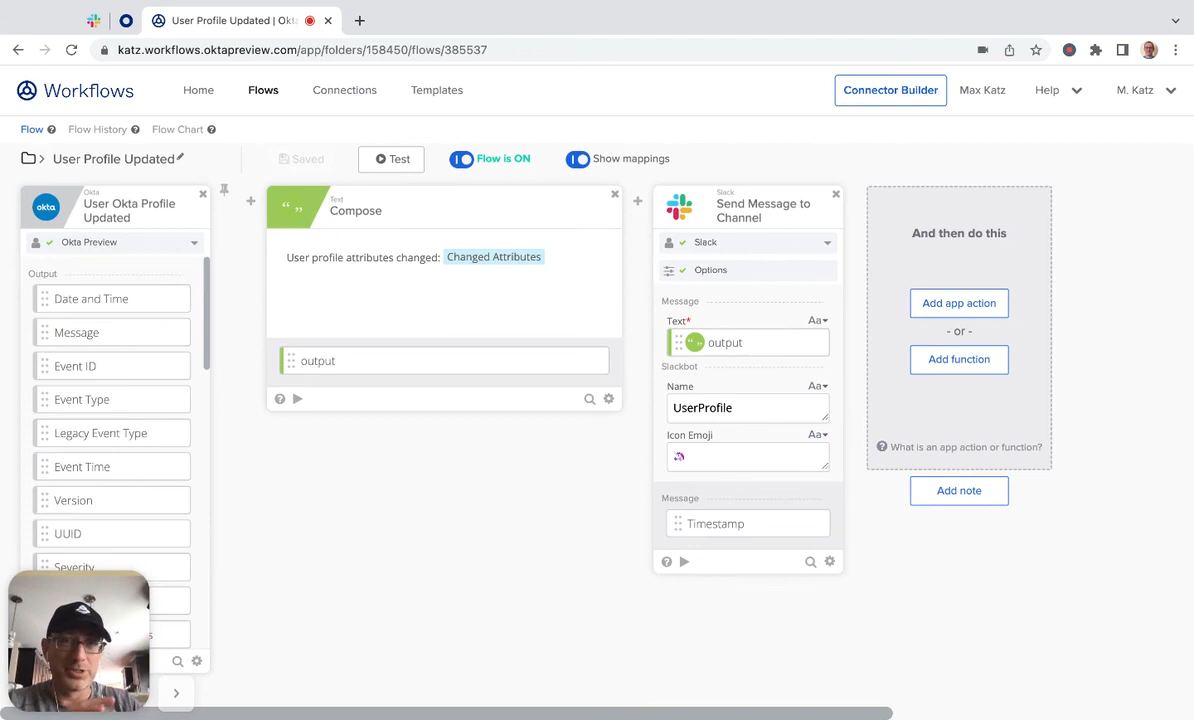 User Profile Updated | Okta
katz.workflows.oktapreview.com/app/folders/158450/flows/385537
Workflows
Home
Flows
Connections
Templates
Connector Builder
Max Katz
Help
M. Katz
Flow
Flow History
Flow Chart
User Profile Updated
Saved
Test
Flow is ON
Show mappings
okta
Okta
User Okta Profile
Updated
Okta Preview
Output
Date and Time
Message
Event ID
Event Type
Legacy Event Type
Event Time
Version
UUID
Severity
s
Text
Compose
User profile attributes changed: Changed Attributes
output
Slack
Send Message to
Channel
Slack
Options
Message
Text* Aa
output
Slackbot
Name Aa
UserProfile
Icon Emoji Aa
Message
Timestamp
And then do this
Add app action
- or -
Add function
What is an app action or function?
Add note